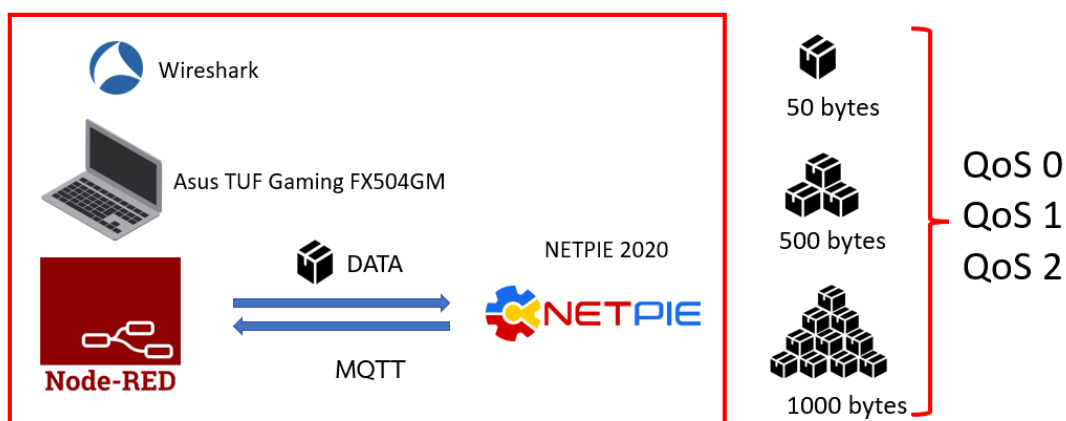 Wireshark
Asus TUF Gaming FX504GM
DATA
NETPIE 2020
NETPIE
MQTT
Node-RED
50 bytes
500 bytes
1000 bytes
QoS 0
QoS 1
QoS 2